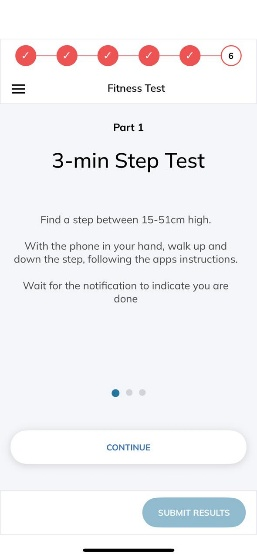 6
Fitness Test
Part 1
3-min Step Test
Find a step between 15-51cm high.
With the phone in your hand, walk up and
down the step, following the apps instructions.
Wait for the notification to indicate you are
done
CONTINUE
SUBMIT RESULTS